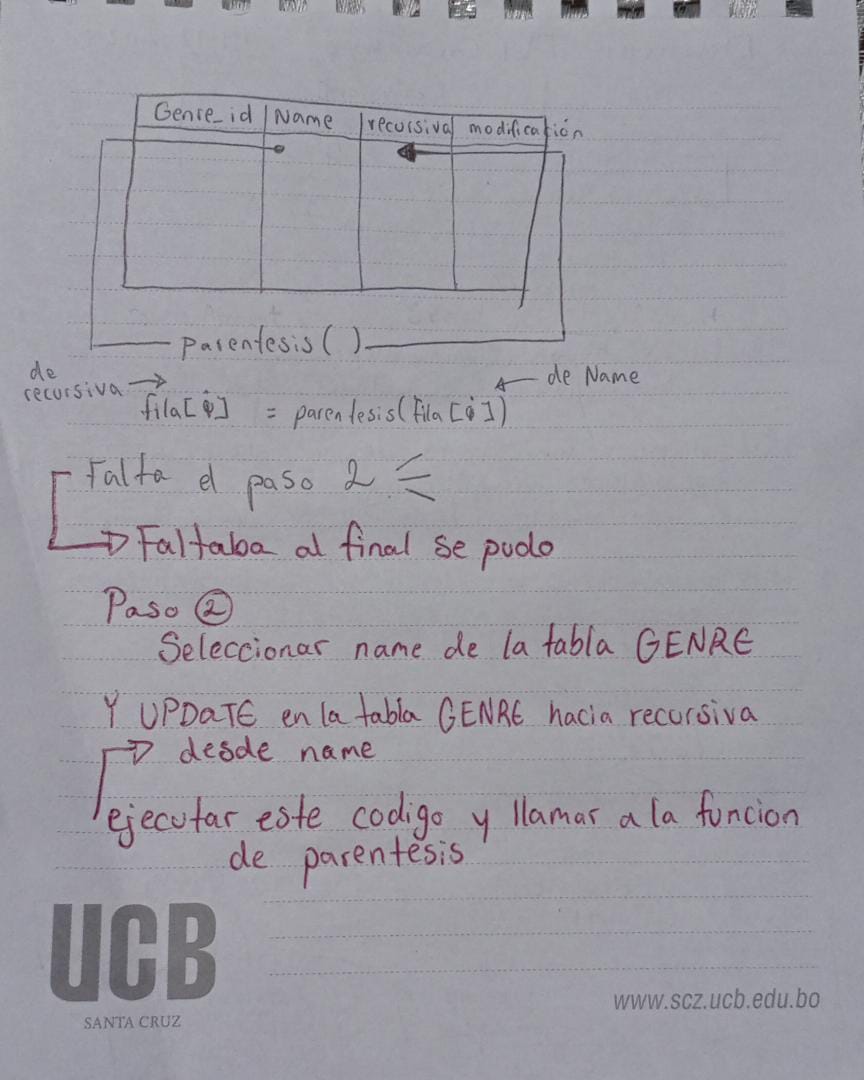 Genre_id Name recursiva modificación
parentesis( )
de recursiva
de Name
fila[i] = parentesis(fila[i])
Falta el paso 2
Faltaba al final se pudo
Paso ②
Seleccionar name de la tabla GENRE
Y UPDATE en la tabla GENRE hacia recursiva
desde name
ejecutar este codigo y llamar a la funcion
de parentesis
UCB
SANTA CRUZ
www.scz.ucb.edu.bo